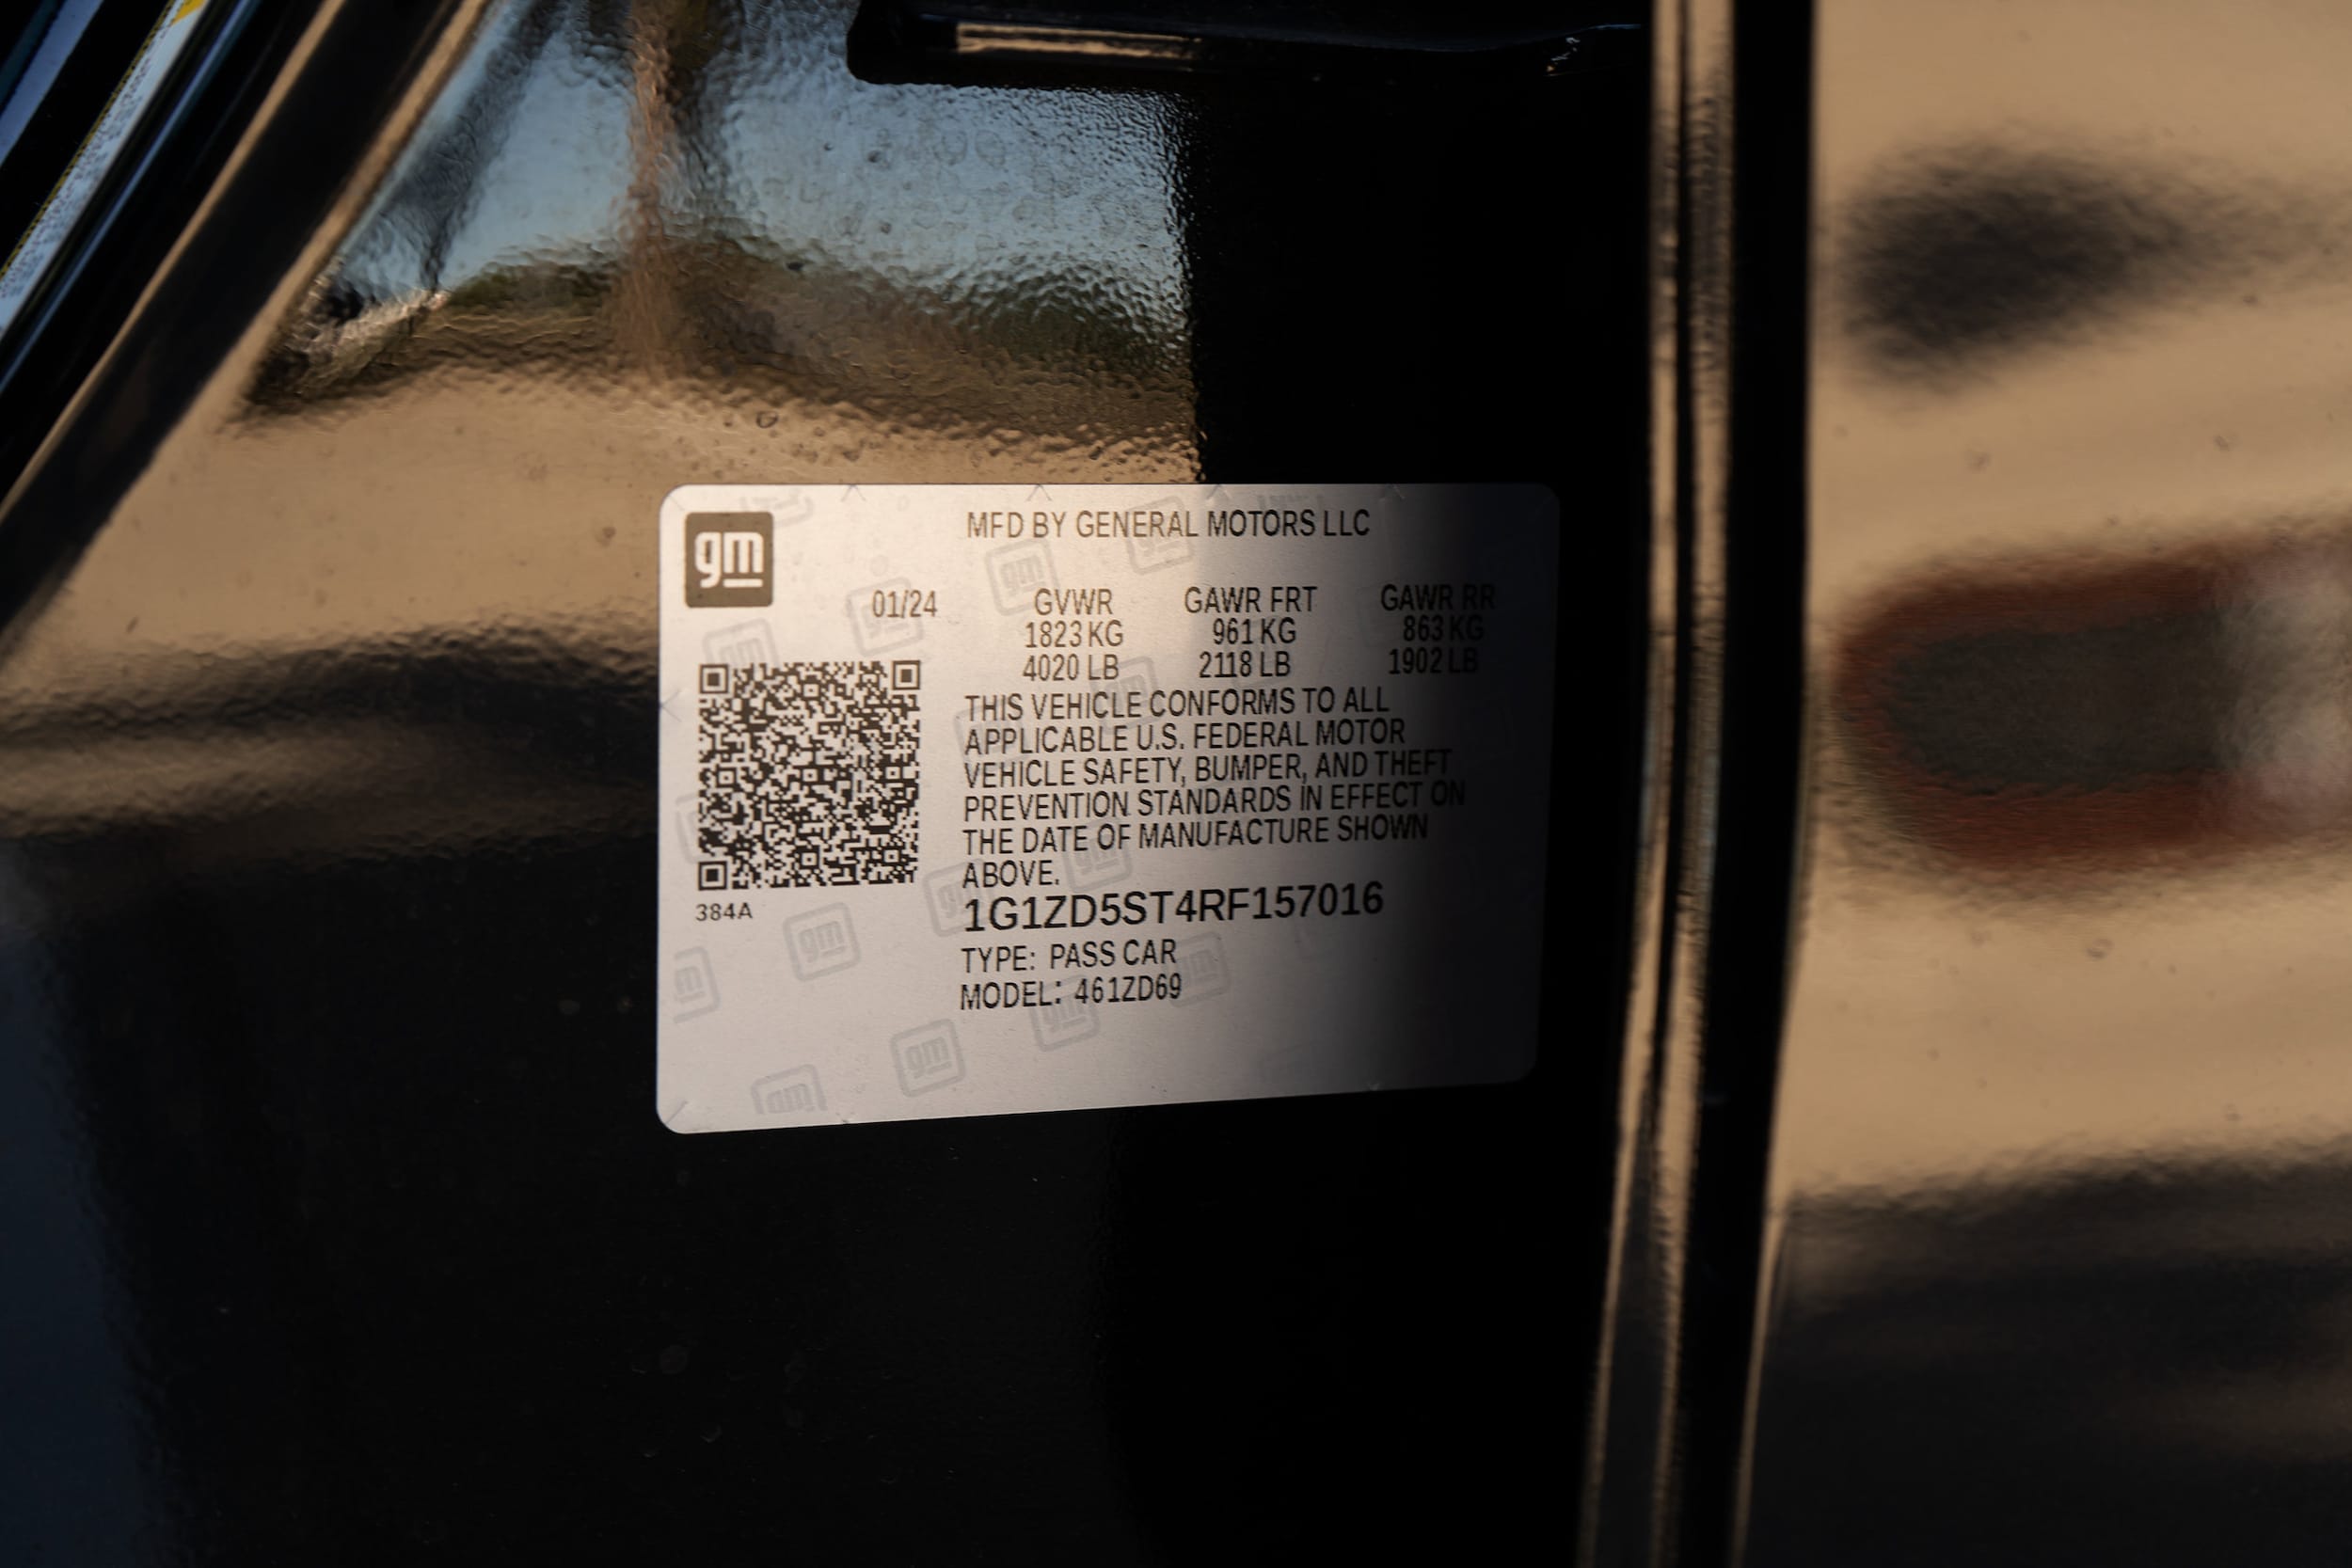 gm
MFD BY GENERAL MOTORS LLC
01/24 GVWR GAWR FRT GAWR RR
1823 KG 961 KG 863 KG
4020 LB 2118 LB 1902 LB
THIS VEHICLE CONFORMS TO ALL
APPLICABLE U.S. FEDERAL MOTOR
VEHICLE SAFETY, BUMPER, AND THEFT
PREVENTION STANDARDS IN EFFECT ON
THE DATE OF MANUFACTURE SHOWN
ABOVE.
384A
1G1ZD5ST4RF157016
TYPE: PASS CAR
MODEL: 461ZD69